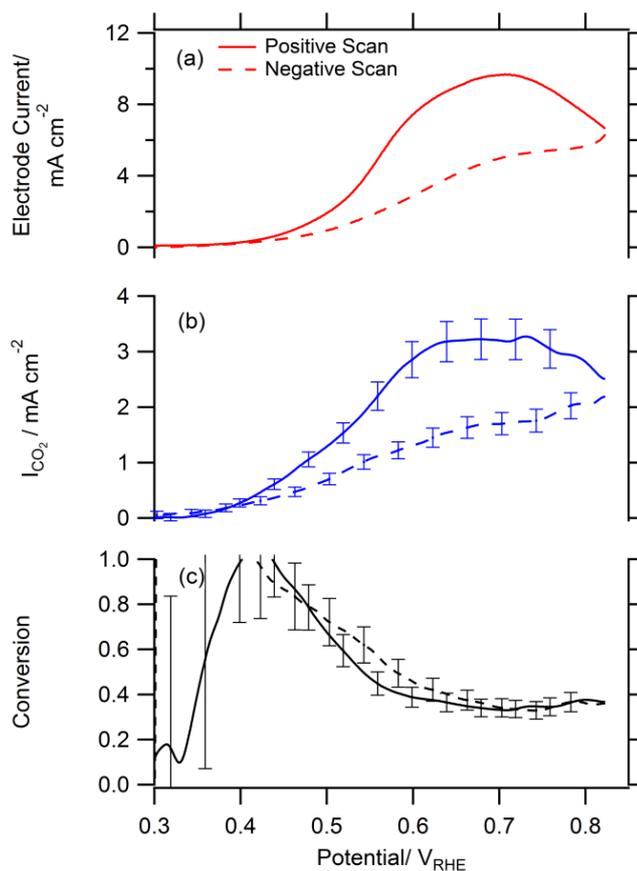 12
8
4
0
Electrode Current/
mA cm-2
(a)
Positive Scan
Negative Scan
4
3
2
1
0
ICO2 / mA cm-2
(b)
1.0
0.8
0.6
0.4
0.2
0.0
Conversion
(c)
0.3 0.4 0.5 0.6 0.7 0.8
Potential/ VRHE